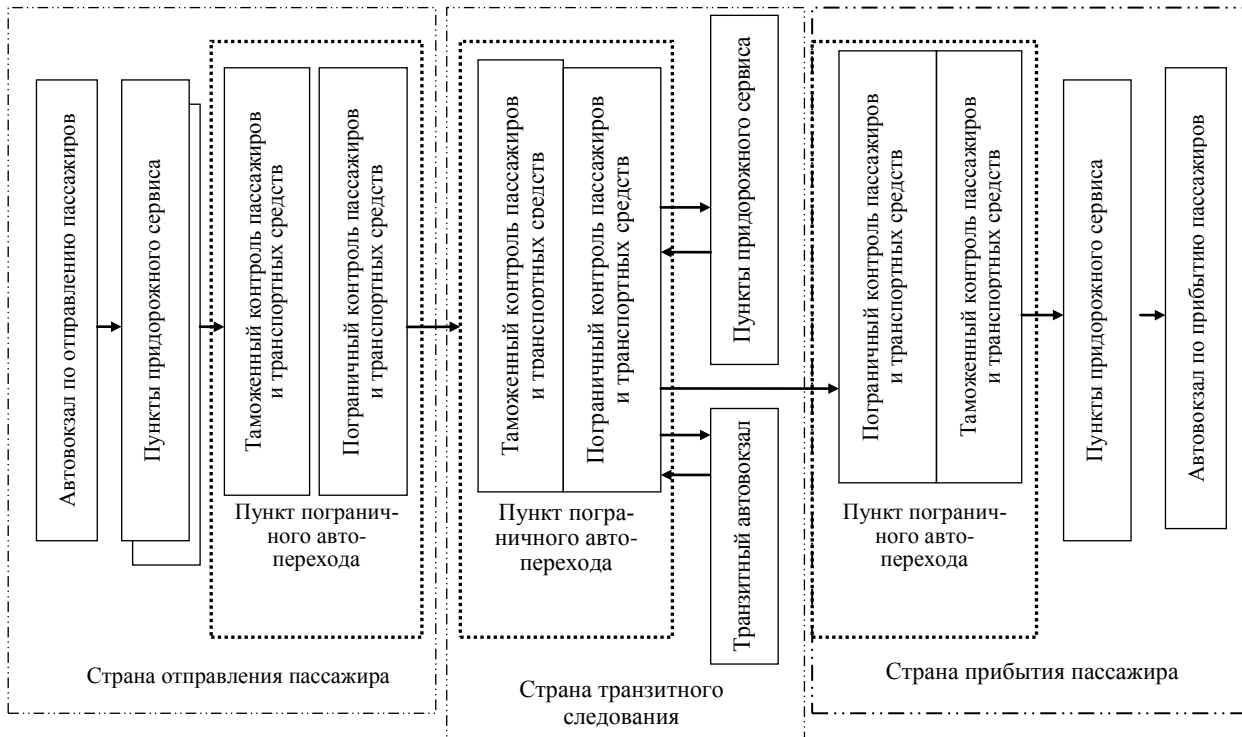 Автовокзал по отправлению пассажиров
Пункты придорожного сервиса
Таможенный контроль пассажиров
и транспортных средств
Пограничный контроль пассажиров
и транспортных средств
Пункт погранич-
ного авто-
перехода
Страна отправления пассажира
Таможенный контроль пассажиров
и транспортных средств
Пограничный контроль пассажиров
и транспортных средств
Пункт погра-
ничного авто-
перехода
Пункты придорожного сервиса
Транзитный автовокзал
Страна транзитного
следования
Пограничный контроль пассажиров
и транспортных средств
Таможенный контроль пассажиров
и транспортных средств
Пункт погранич-
ного авто-
перехода
Пункты придорожного сервиса
Автовокзал по прибытию пассажиров
Страна прибытия пассажира